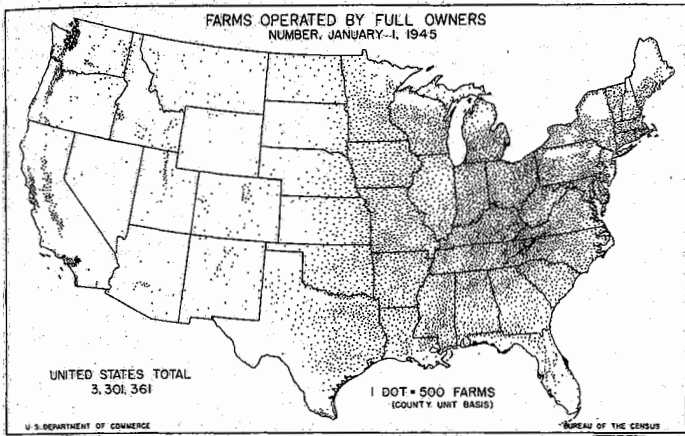 FARMS OPERATED BY FULL OWNERS
NUMBER, JANUARY 1, 1945
UNITED STATES TOTAL
3,301,361
1 DOT = 500 FARMS
(COUNTY UNIT BASIS)
U. S. DEPARTMENT OF COMMERCE
BUREAU OF THE CENSUS